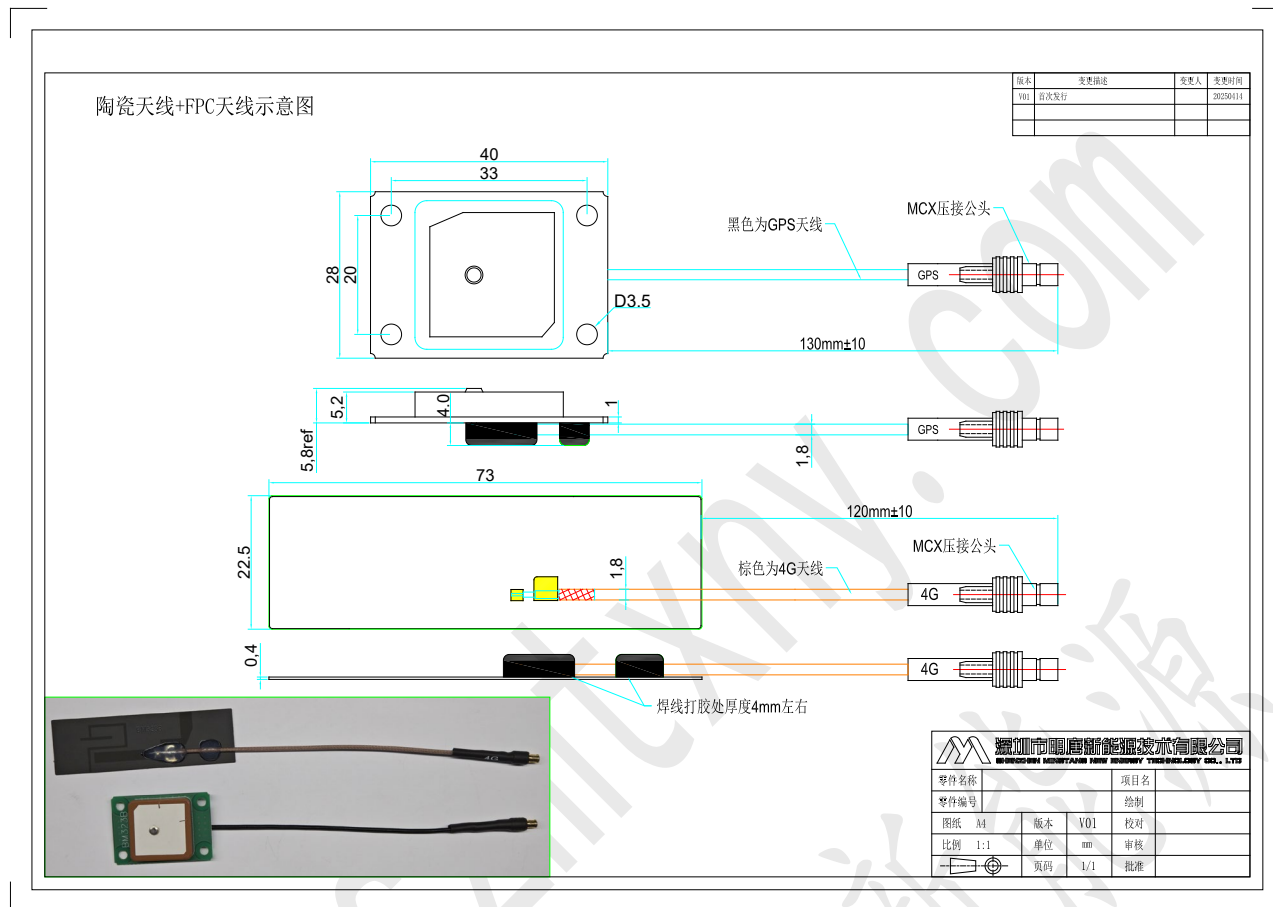 陶瓷天线+FPC天线示意图
版本 变更描述 变更人 变更时间
V01 首次发行 20250414
40
33
28
20
D3.5
黑色为GPS天线
MCX压接公头
GPS
130mm±10
5,2
4.0
1
5,8ref
1,8
GPS
73
22.5
120mm±10
MCX压接公头
棕色为4G天线
1,8
4G
0,4
4G
焊线打胶处厚度4mm左右
4G
深圳市明唐新能源技术有限公司
SHENZHEN MINGTANG NEW ENERGY TECHNOLOGY CO., LTD
零件名称 项目名
零件编号 绘制
图纸 A4 版本 V01 校对
比例 1:1 单位 mm 审核
页码 1/1 批准